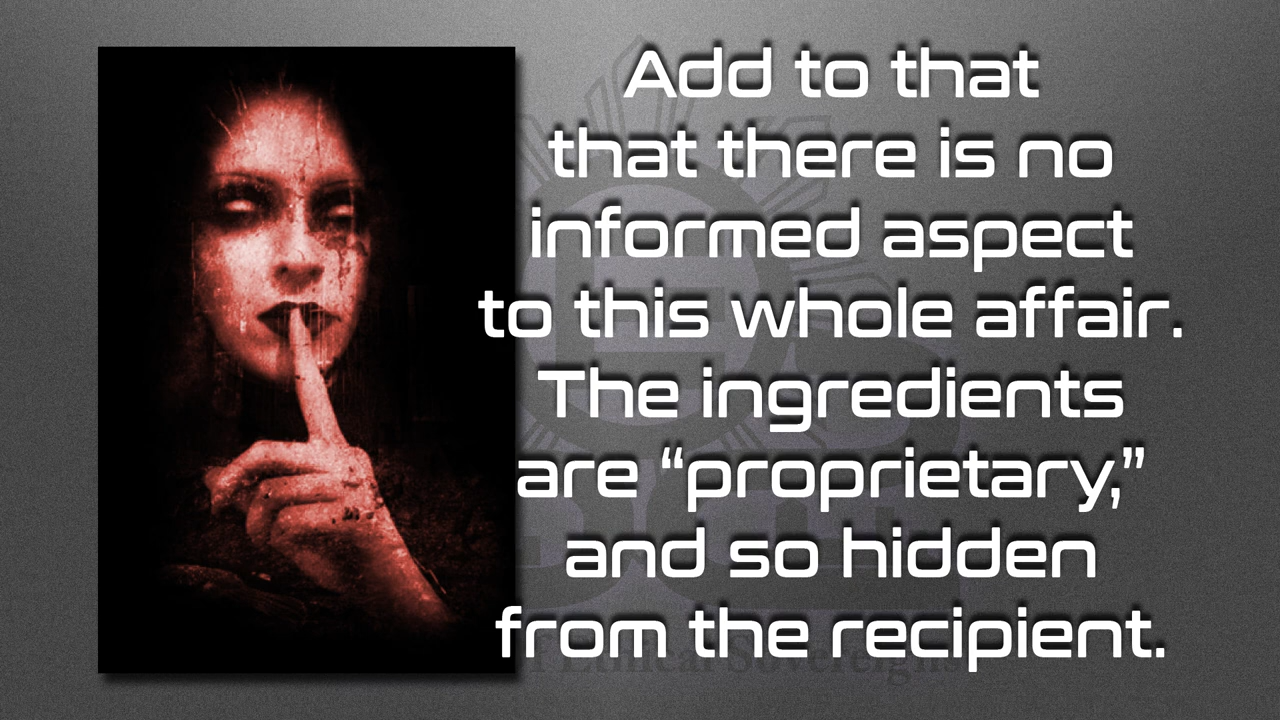 Add to that
that there is no
informed aspect
to this whole affair.
The ingredients
are “proprietary,”
and so hidden
from the recipient.